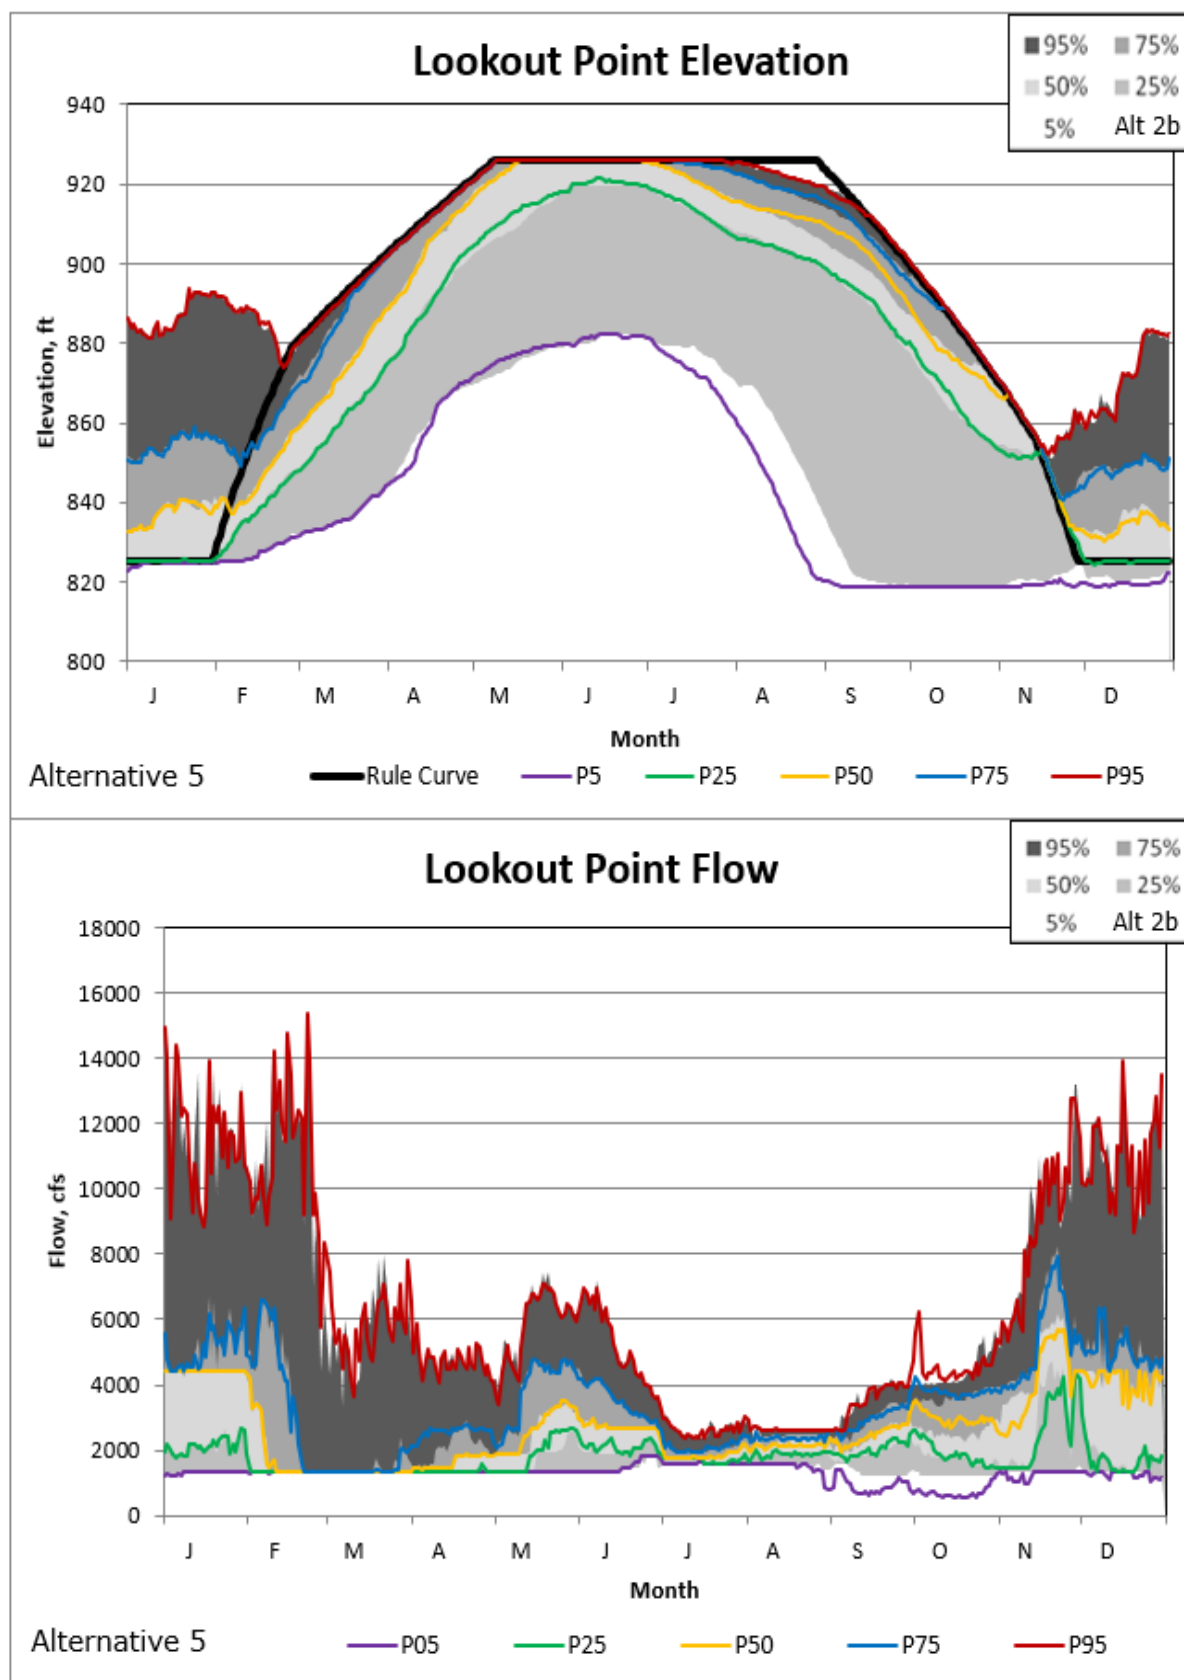 Lookout Point Elevation
95% 75%
50% 25%
5% Alt 2b
Elevation, ft
940
920
900
880
860
840
820
800
J F M A M J J A S O N D
Month
Alternative 5
Rule Curve P5 P25 P50 P75 P95
Lookout Point Flow
95% 75%
50% 25%
5% Alt 2b
Flow, cfs
18000
16000
14000
12000
10000
8000
6000
4000
2000
0
J F M A M J J A S O N D
Month
Alternative 5
P05 P25 P50 P75 P95